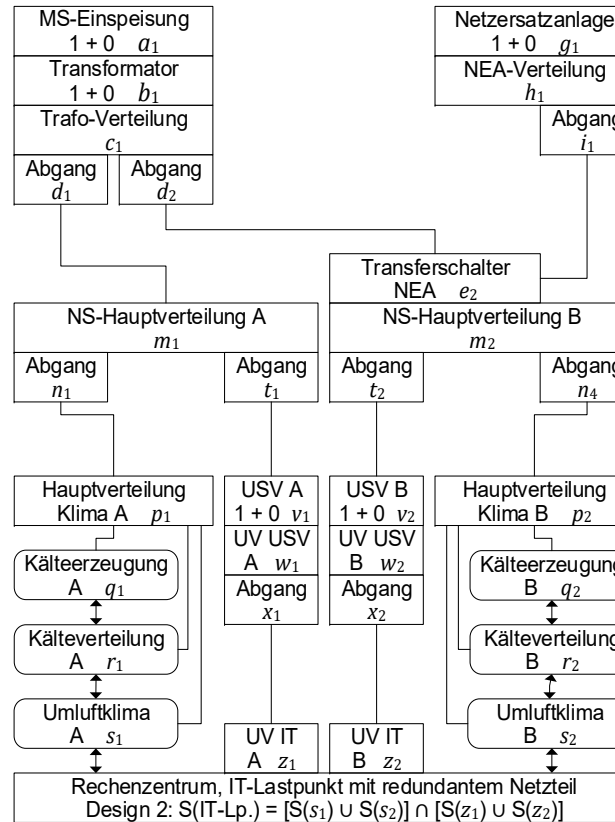 MS-Einspeisung
1 + 0 a₁
Transformator
1 + 0 b₁
Trafo-Verteilung
c₁
Abgang
d₁
Abgang
d₂
Netzersatzanlage
1 + 0 g₁
NEA-Verteilung
h₁
Abgang
i₁
Transferschalter
NEA e₂
NS-Hauptverteilung A
m₁
NS-Hauptverteilung B
m₂
Abgang
n₁
Abgang
t₁
Abgang
t₂
Abgang
n₄
Hauptverteilung
Klima A p₁
USV A
1 + 0 v₁
USV B
1 + 0 v₂
Hauptverteilung
Klima B p₂
UV USV
A w₁
UV USV
B w₂
Kälteerzeugung
A q₁
Abgang
x₁
Abgang
x₂
Kälteerzeugung
B q₂
Kälteverteilung
A r₁
Kälteverteilung
B r₂
Umluftklima
A s₁
UV IT
A z₁
UV IT
B z₂
Umluftklima
B s₂
Rechenzentrum, IT-Lastpunkt mit redundantem Netzteil
Design 2: S(IT-Lp.) = [S(s₁) ∪ S(s₂)] ∩ [S(z₁) ∪ S(z₂)]